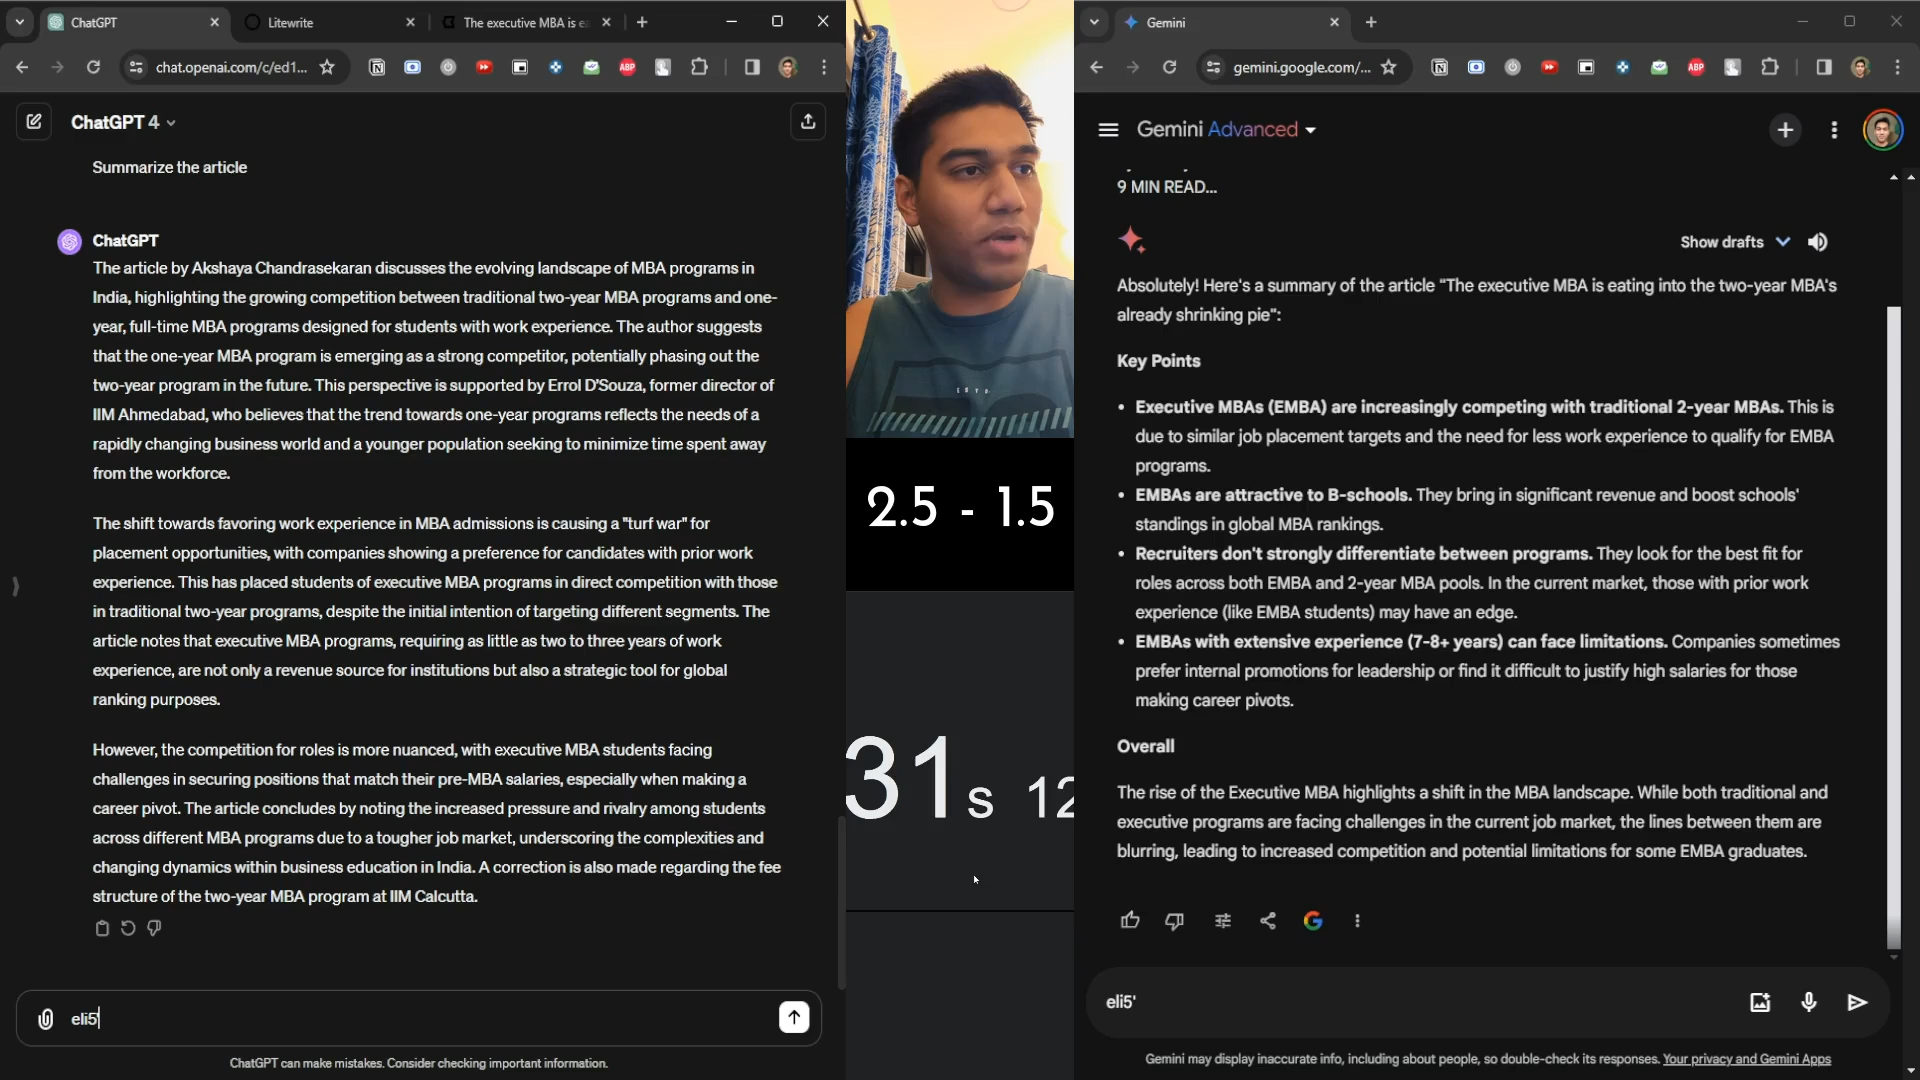 ChatGPT
Litewrite
The executive MBA is e
chat.openai.com/c/ed1...
ABP
ChatGPT 4
Summarize the article
ChatGPT
The article by Akshaya Chandrasekaran discusses the evolving landscape of MBA programs in
India, highlighting the growing competition between traditional two-year MBA programs and one-
year, full-time MBA programs designed for students with work experience. The author suggests
that the one-year MBA program is emerging as a strong competitor, potentially phasing out the
two-year program in the future. This perspective is supported by Errol D'Souza, former director of
IIM Ahmedabad, who believes that the trend towards one-year programs reflects the needs of a
rapidly changing business world and a younger population seeking to minimize time spent away
from the workforce.
The shift towards favoring work experience in MBA admissions is causing a "turf war" for
placement opportunities, with companies showing a preference for candidates with prior work
experience. This has placed students of executive MBA programs in direct competition with those
in traditional two-year programs, despite the initial intention of targeting different segments. The
article notes that executive MBA programs, requiring as little as two to three years of work
experience, are not only a revenue source for institutions but also a strategic tool for global
ranking purposes.
However, the competition for roles is more nuanced, with executive MBA students facing
challenges in securing positions that match their pre-MBA salaries, especially when making a
career pivot. The article concludes by noting the increased pressure and rivalry among students
across different MBA programs due to a tougher job market, underscoring the complexities and
changing dynamics within business education in India. A correction is also made regarding the fee
structure of the two-year MBA program at IIM Calcutta.
eli5'
ChatGPT can make mistakes. Consider checking important information.
2.5 - 1.5
31s 12
Gemini
gemini.google.com/...
ABP
Gemini Advanced
9 MIN READ...
Show drafts
Absolutely! Here's a summary of the article "The executive MBA is eating into the two-year MBA's
already shrinking pie":
Key Points
• Executive MBAs (EMBA) are increasingly competing with traditional 2-year MBAs. This is
due to similar job placement targets and the need for less work experience to qualify for EMBA
programs.
• EMBAs are attractive to B-schools. They bring in significant revenue and boost schools'
standings in global MBA rankings.
• Recruiters don't strongly differentiate between programs. They look for the best fit for
roles across both EMBA and 2-year MBA pools. In the current market, those with prior work
experience (like EMBA students) may have an edge.
• EMBAs with extensive experience (7-8+ years) can face limitations. Companies sometimes
prefer internal promotions for leadership or find it difficult to justify high salaries for those
making career pivots.
Overall
The rise of the Executive MBA highlights a shift in the MBA landscape. While both traditional and
executive programs are facing challenges in the current job market, the lines between them are
blurring, leading to increased competition and potential limitations for some EMBA graduates.
eli5'
Gemini may display inaccurate info, including about people, so double-check its responses. Your privacy and Gemini Apps